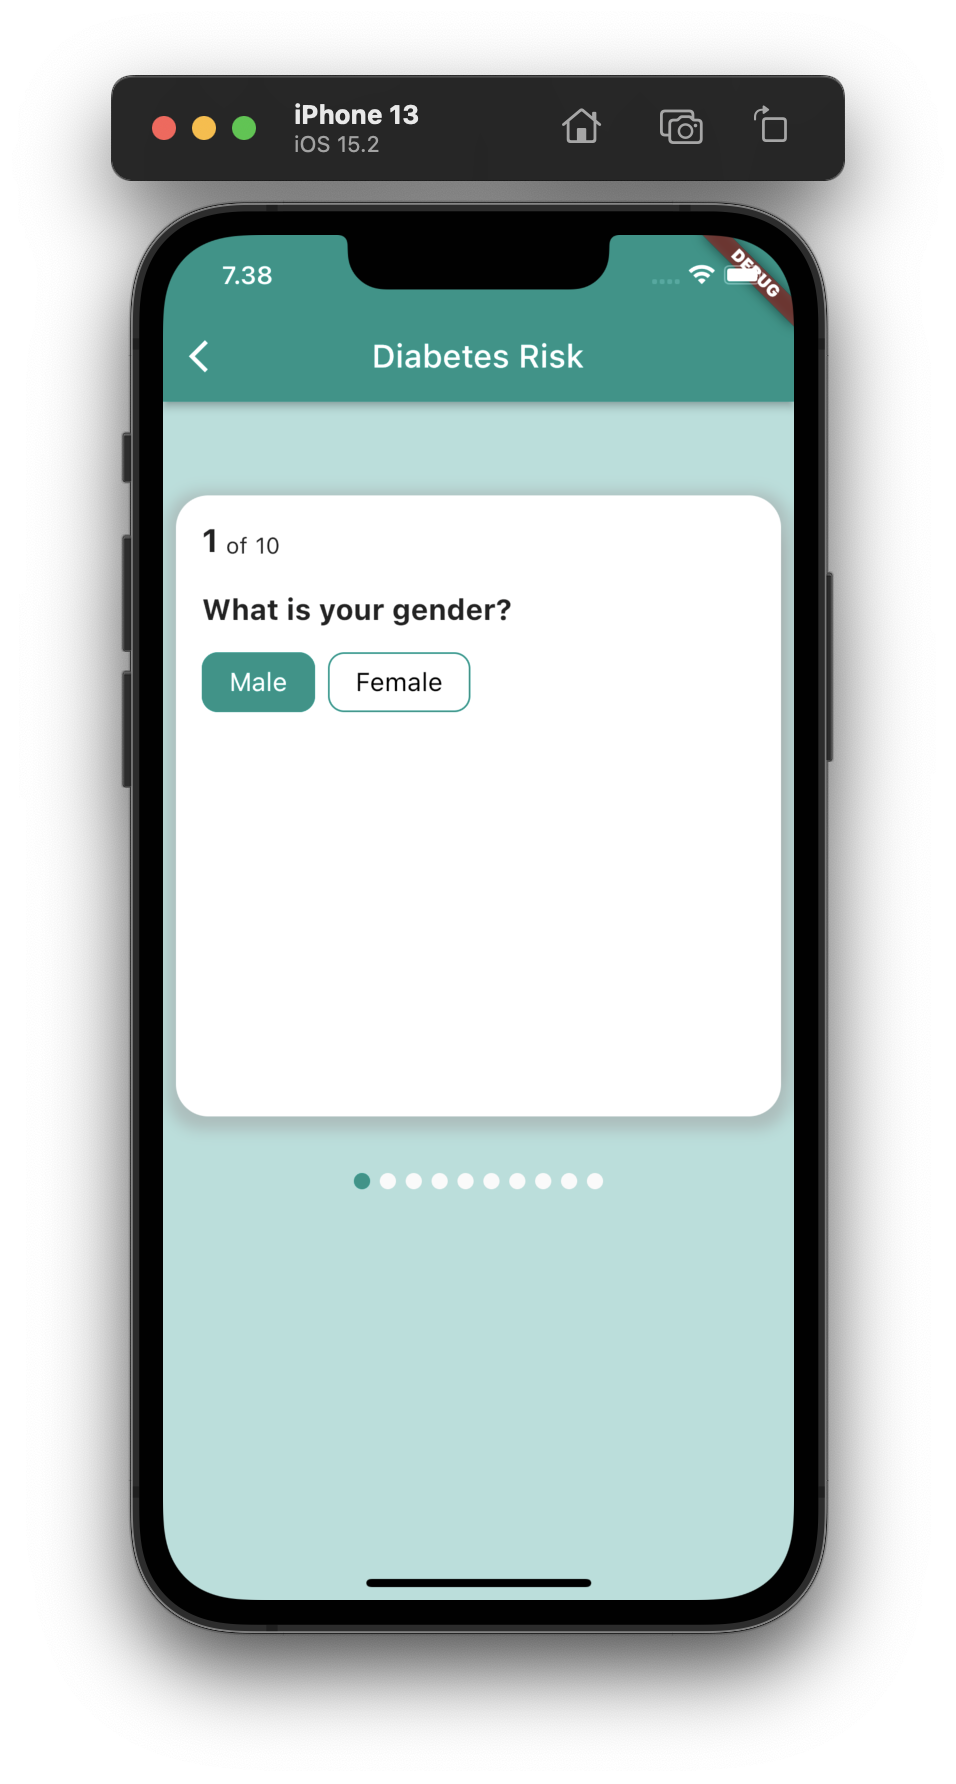 iPhone 13
iOS 15.2
7.38
DEBUG
Diabetes Risk
1 of 10
What is your gender?
Male Female